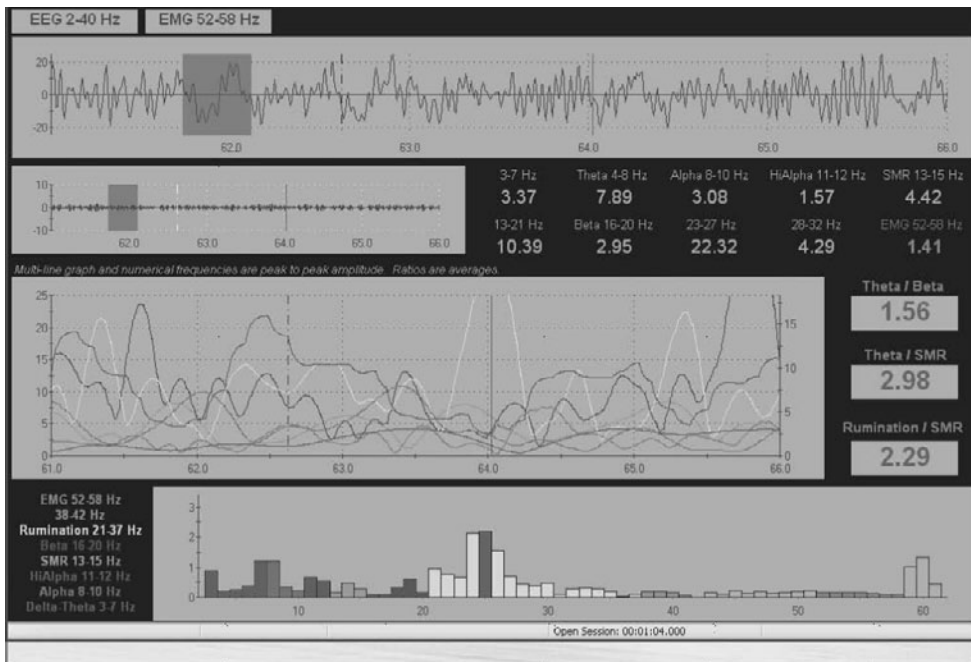 EEG 2-40 Hz EMG 52-58 Hz
20
0
-20
62.0 63.0 64.0 65.0 66.0
10
0
-10
62.0 63.0 64.0 65.0 66.0
3-7 Hz Theta 4-8 Hz Alpha 8-10 Hz HiAlpha 11-12 Hz SMR 13-15 Hz
3.37 7.89 3.08 1.57 4.42
13-21 Hz Beta 16-20 Hz 23-27 Hz 28-32 Hz EMG 52-58 Hz
10.39 2.95 22.32 4.29 1.41
Multi-line graph and numerical frequencies are peak to peak amplitude. Ratios are averages.
25
20
15
10
5
0
15
10
5
0
61.0 62.0 63.0 64.0 65.0 66.0
Theta / Beta
1.56
Theta / SMR
2.98
Rumination / SMR
2.29
EMG 52-58 Hz
38-42 Hz
Rumination 21-37 Hz
Beta 16-20 Hz
SMR 13-15 Hz
HiAlpha 11-12 Hz
Alpha 8-10 Hz
Delta-Theta 3-7 Hz
3
2
1
0
10 20 30 40 50 60
Open Session: 00:01:04.000